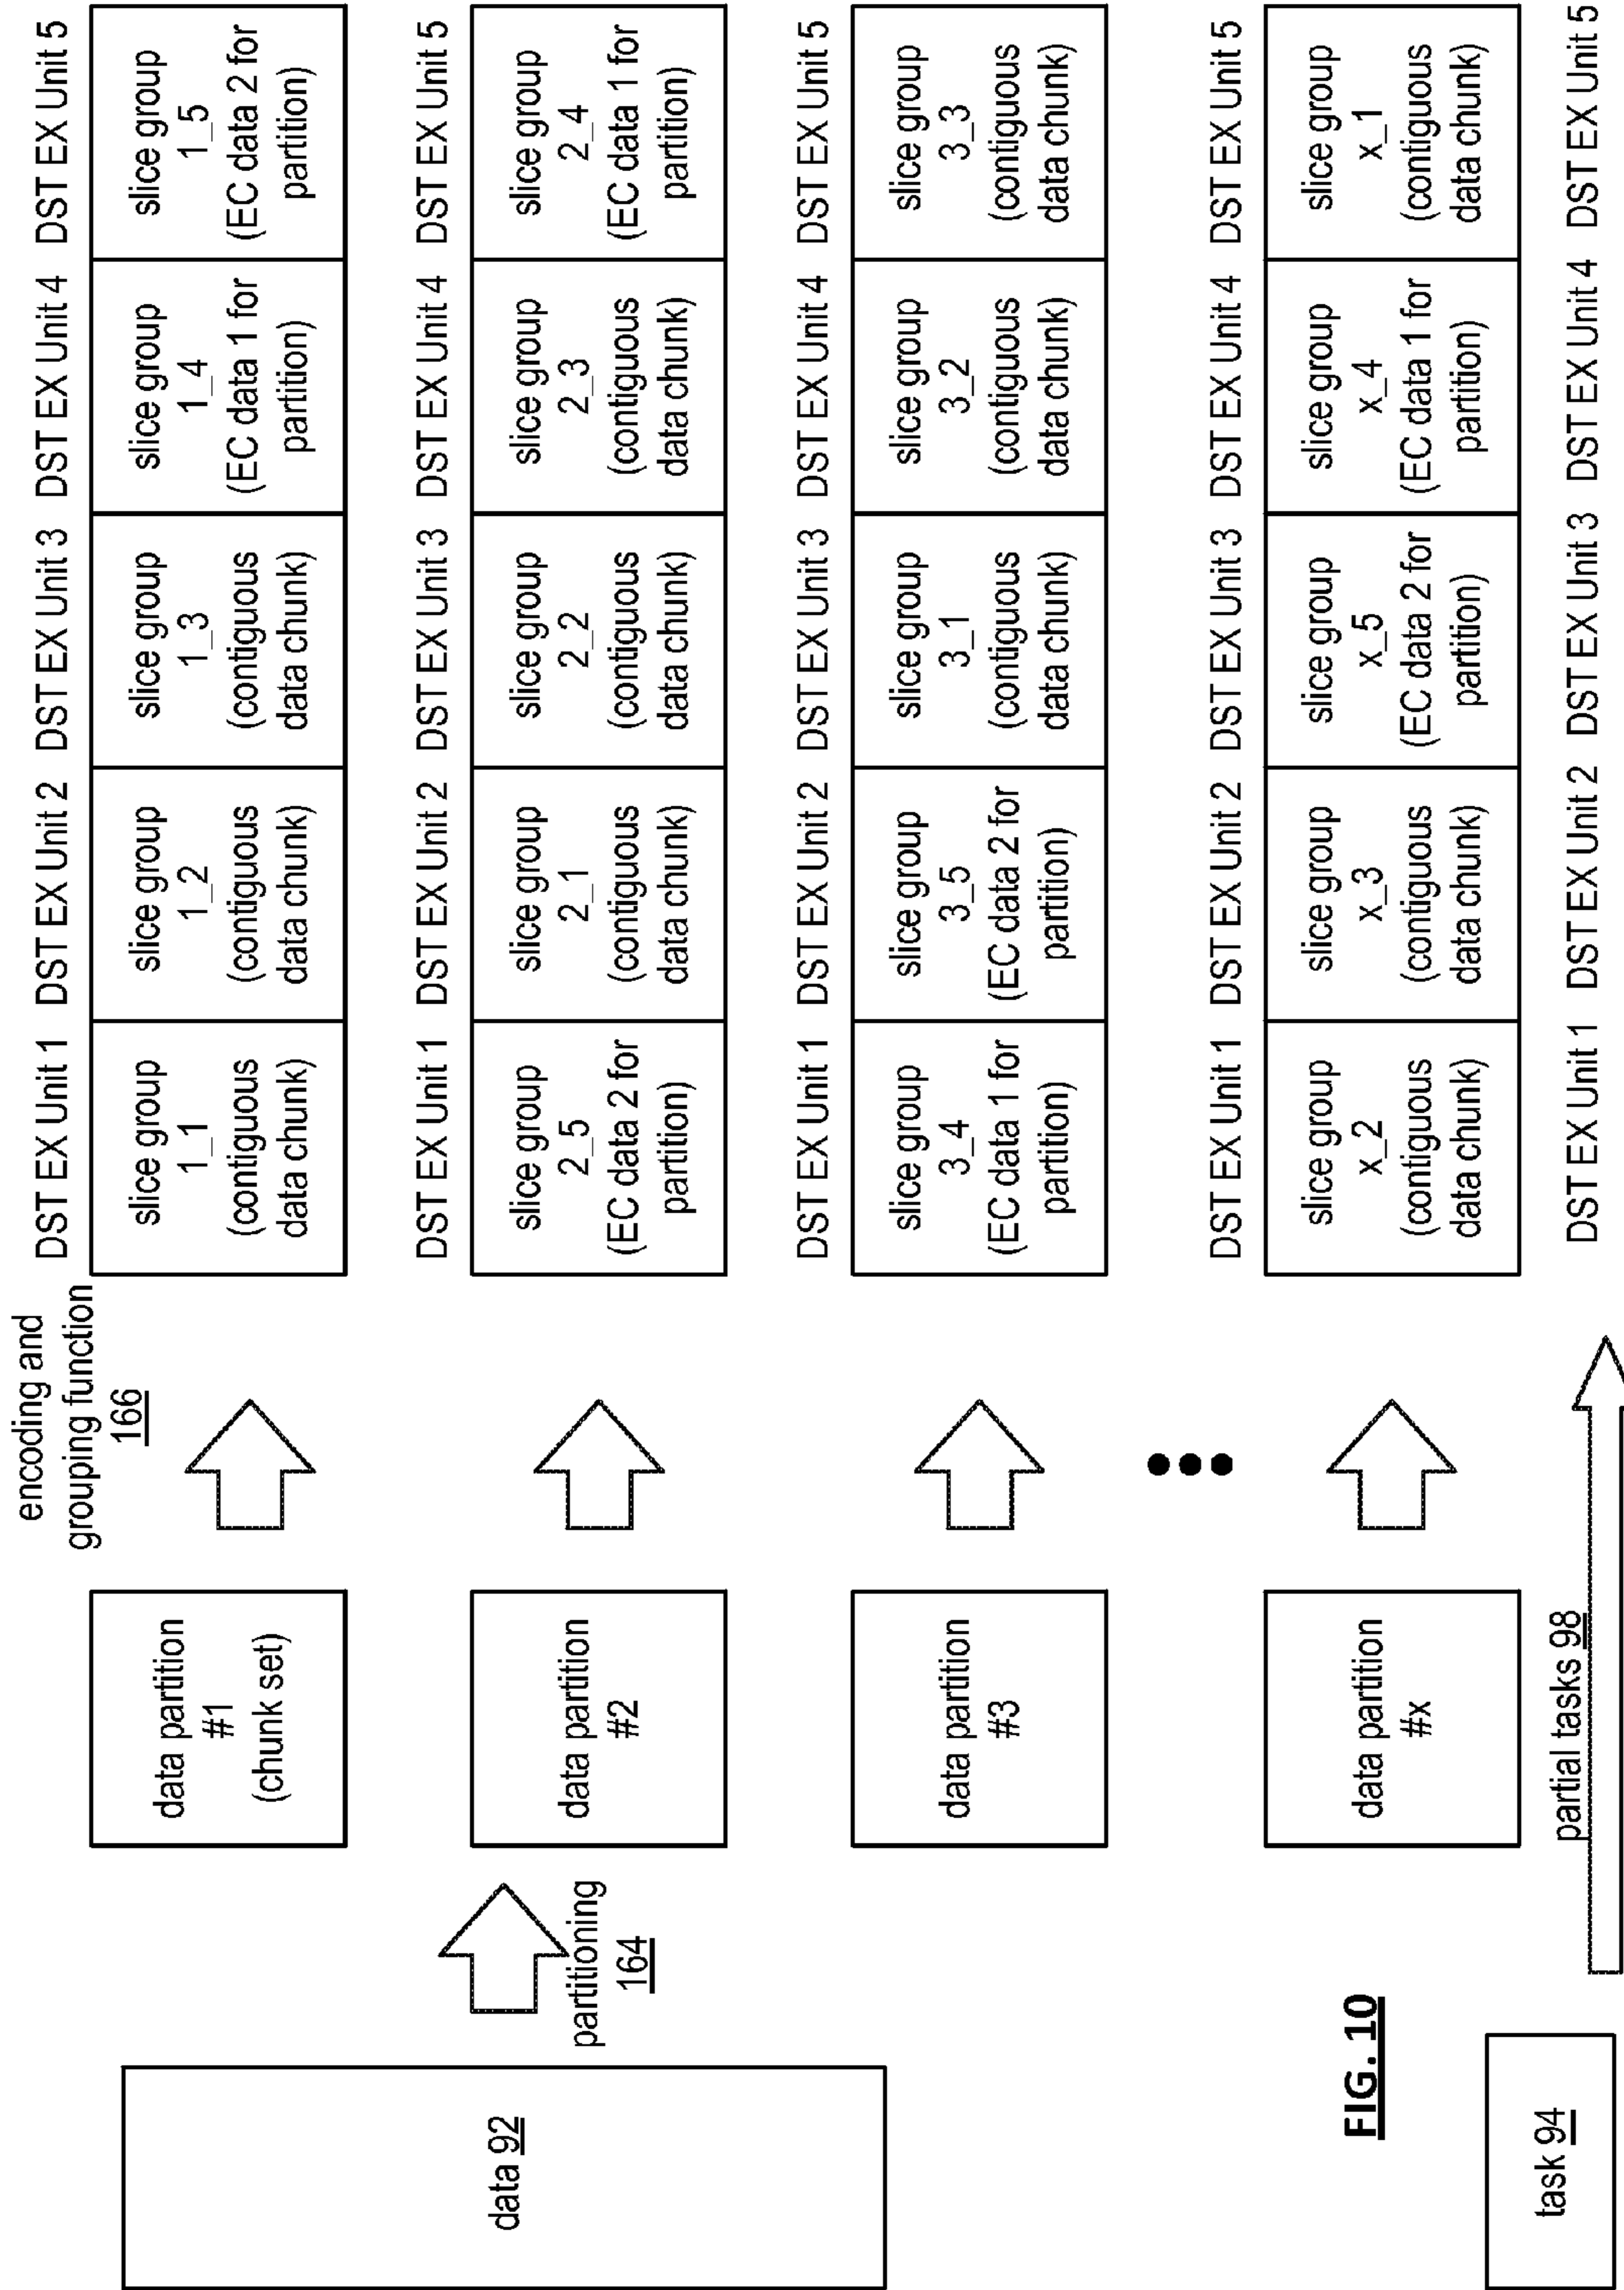 data 92
partitioning
164
data partition
#1
(chunk set)
encoding and
grouping function
166
DST EX Unit 1 DST EX Unit 2 DST EX Unit 3 DST EX Unit 4 DST EX Unit 5
slice group
1_1
(contiguous
data chunk)
slice group
1_2
(contiguous
data chunk)
slice group
1_3
(contiguous
data chunk)
slice group
1_4
(EC data 1 for
partition)
slice group
1_5
(EC data 2 for
partition)
data partition
#2
DST EX Unit 1 DST EX Unit 2 DST EX Unit 3 DST EX Unit 4 DST EX Unit 5
slice group
2_5
(EC data 2 for
partition)
slice group
2_1
(contiguous
data chunk)
slice group
2_2
(contiguous
data chunk)
slice group
2_3
(contiguous
data chunk)
slice group
2_4
(EC data 1 for
partition)
data partition
#3
DST EX Unit 1 DST EX Unit 2 DST EX Unit 3 DST EX Unit 4 DST EX Unit 5
slice group
3_4
(EC data 1 for
partition)
slice group
3_5
(EC data 2 for
partition)
slice group
3_1
(contiguous
data chunk)
slice group
3_2
(contiguous
data chunk)
slice group
3_3
(contiguous
data chunk)
data partition
#x
DST EX Unit 1 DST EX Unit 2 DST EX Unit 3 DST EX Unit 4 DST EX Unit 5
slice group
x_2
(contiguous
data chunk)
slice group
x_3
(contiguous
data chunk)
slice group
x_5
(EC data 2 for
partition)
slice group
x_4
(EC data 1 for
partition)
slice group
x_1
(contiguous
data chunk)
FIG. 10
task 94
partial tasks 98
DST EX Unit 1 DST EX Unit 2 DST EX Unit 3 DST EX Unit 4 DST EX Unit 5